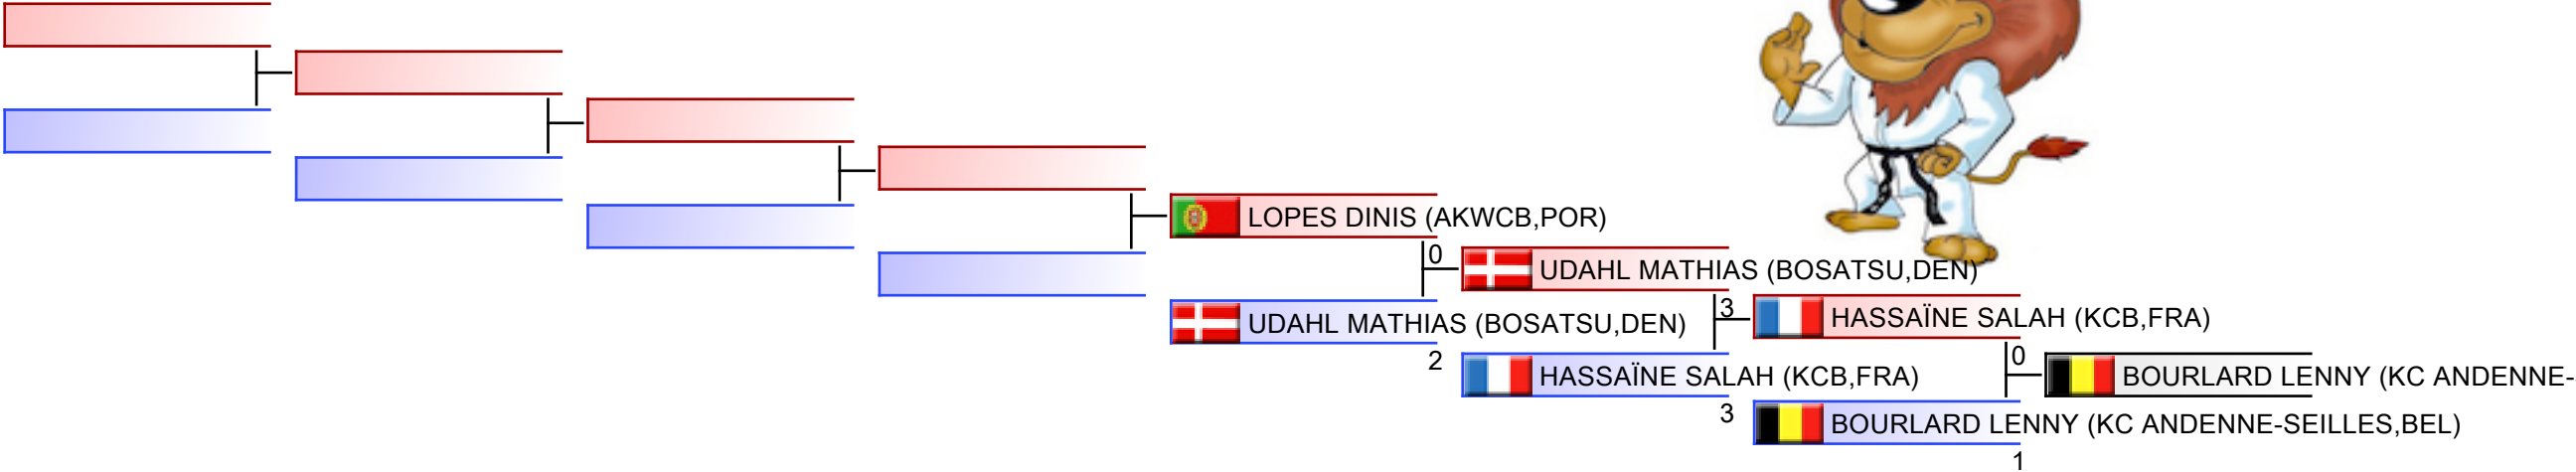 LOPES DINIS (AKWCB,POR)
0
UDAHL MATHIAS (BOSATSU,DEN)
UDAHL MATHIAS (BOSATSU,DEN)
2
3
HASSAÏNE SALAH (KCB,FRA)
HASSAÏNE SALAH (KCB,FRA)
3
0
BOURLARD LENNY (KC ANDENNE-
BOURLARD LENNY (KC ANDENNE-SEILLES,BEL)
1